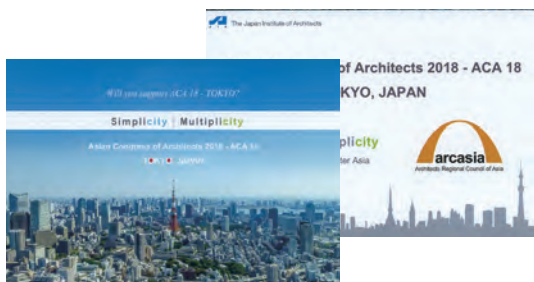 The Japan Institute of Architects
of Architects 2018 - ACA 18
KYO, JAPAN
plicity
ter Asia
arcasia
Architects Regional Council of Asia
Will you support ACA 18 - TOKYO?
Simplicity | Multiplicity
Asian Congress of Architects 2018 - ACA 18
TOKYO JAPAN